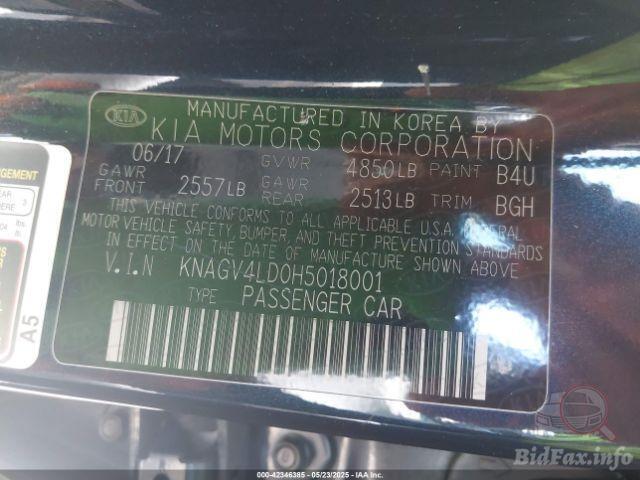 KIA
MANUFACTURED IN KOREA BY
KIA MOTORS CORPORATION
06/17 GVWR 4850LB PAINT B4U
GAWR FRONT 2557LB GAWR REAR 2513LB TRIM BGH
THIS VEHICLE CONFORMS TO ALL APPLICABLE U.S.A FEDERAL
MOTOR VEHICLE SAFETY, BUMPER, AND THEFT PREVENTION STANDARDS
IN EFFECT ON THE DATE OF MANUFACTURE SHOWN ABOVE
V.I.N KNAGV4LD0H5018001
TYPE PASSENGER CAR
A5
00-42346385 - 05/23/2025 - IAA
BidFax.info